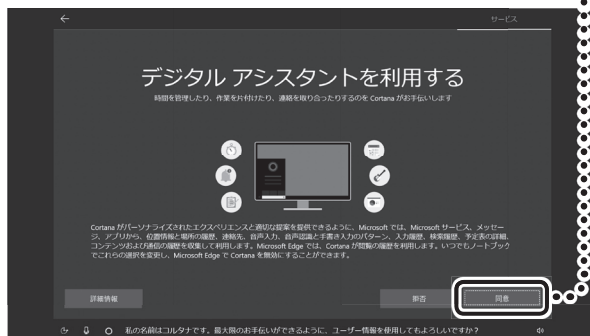 サービス
デジタル アシスタントを利用する
時間を管理したり、作業を片付けたり、連絡を取り合ったりするのを Cortana がお手伝いします
Cortana がパーソナライズされたエクスペリエンスと適切な提案を提供できるように、Microsoft では、Microsoft サービス、メッセー
ジ、アプリから、位置情報と場所の履歴、連絡先、音声入力、音声認識と手書き入力のパターン、入力履歴、検索履歴、予定表の詳細、
コンテンツおよび通信の履歴を収集して利用します。Microsoft Edge では、Cortana が閲覧の履歴を利用します。いつでもノートブック
でこれらの選択を変更し、Microsoft Edge で Cortana を無効にすることができます。
詳細情報
拒否
同意
私の名前はコルタナです。最大限のお手伝いができるように、ユーザー情報を使用してもよろしいですか？